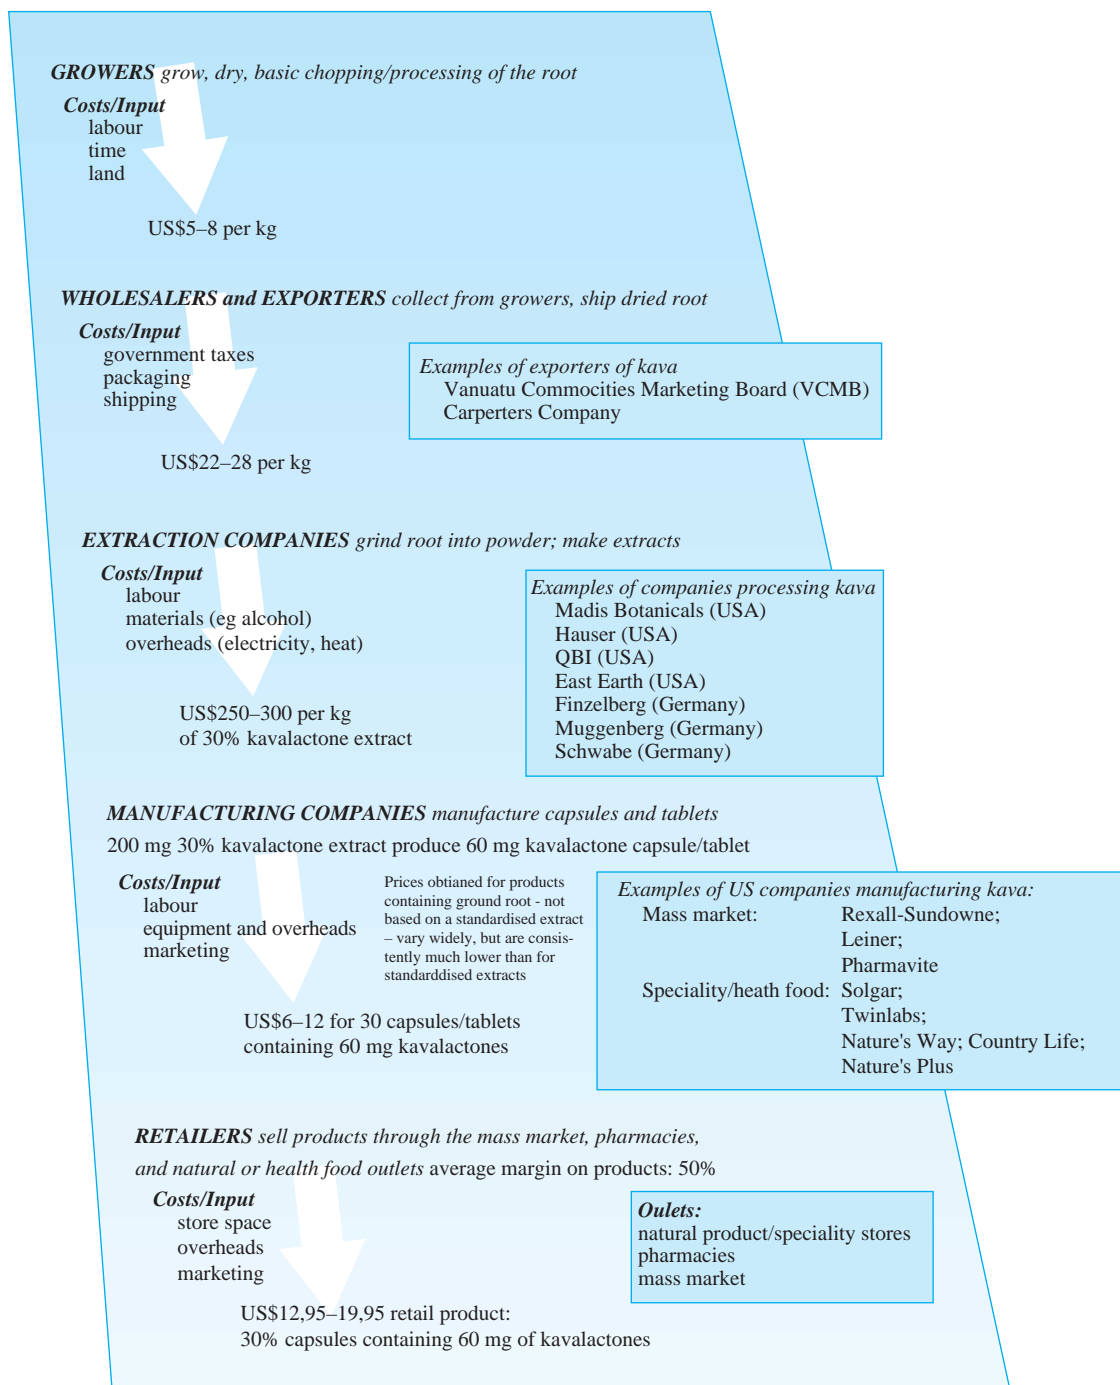 GROWERS grow, dry, basic chopping/processing of the root
Costs/Input
labour
time
land
US$5–8 per kg
WHOLESALERS and EXPORTERS collect from growers, ship dried root
Costs/Input
government taxes
packaging
shipping
Examples of exporters of kava
Vanuatu Commocities Marketing Board (VCMB)
Carperters Company
US$22–28 per kg
EXTRACTION COMPANIES grind root into powder; make extracts
Costs/Input
labour
materials (eg alcohol)
overheads (electricity, heat)
Examples of companies processing kava
Madis Botanicals (USA)
Hauser (USA)
QBI (USA)
East Earth (USA)
Finzelberg (Germany)
Muggenberg (Germany)
Schwabe (Germany)
US$250–300 per kg
of 30% kavalactone extract
MANUFACTURING COMPANIES manufacture capsules and tablets
200 mg 30% kavalactone extract produce 60 mg kavalactone capsule/tablet
Costs/Input
labour
equipment and overheads
marketing
Prices obtianed for products
containing ground root - not
based on a standardised extract
– vary widely, but are consis-
tently much lower than for
standarddised extracts
Examples of US companies manufacturing kava:
Mass market: Rexall-Sundowne;
Leiner;
Pharmavite
Speciality/heath food: Solgar;
Twinlabs;
Nature's Way; Country Life;
Nature's Plus
US$6–12 for 30 capsules/tablets
containing 60 mg kavalactones
RETAILERS sell products through the mass market, pharmacies,
and natural or health food outlets average margin on products: 50%
Costs/Input
store space
overheads
marketing
Oulets:
natural product/speciality stores
pharmacies
mass market
US$12,95–19,95 retail product:
30% capsules containing 60 mg of kavalactones